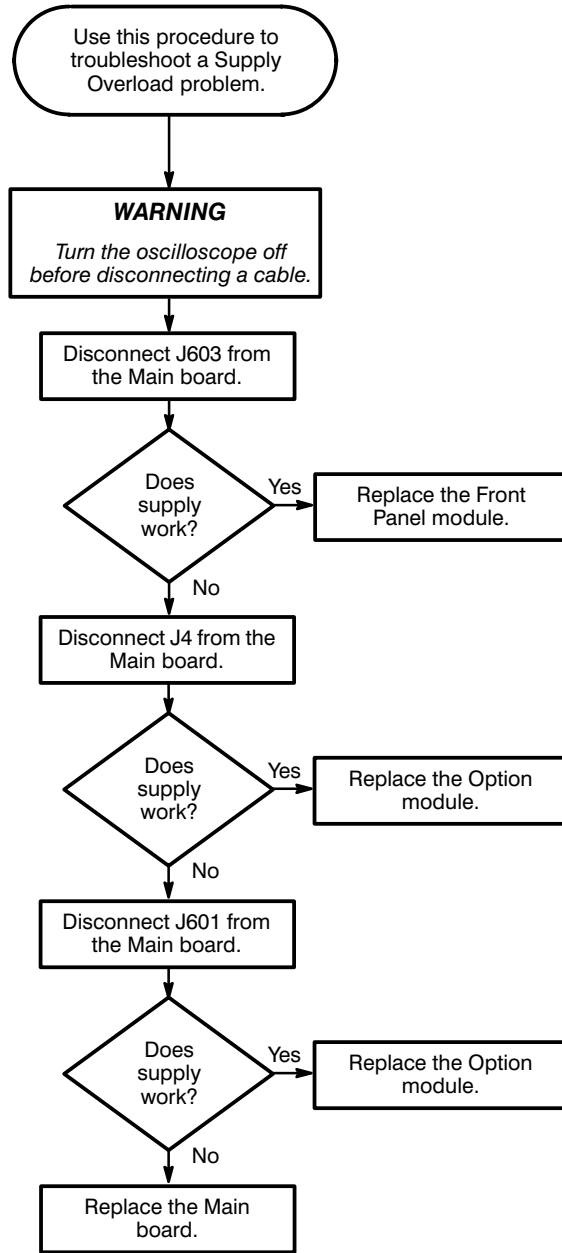 Use this procedure to
troubleshoot a Supply
Overload problem.
WARNING
Turn the oscilloscope off
before disconnecting a cable.
Disconnect J603 from
the Main board.
Does
supply
work?
Yes
Replace the Front
Panel module.
No
Disconnect J4 from the
Main board.
Does
supply
work?
Yes
Replace the Option
module.
No
Disconnect J601 from
the Main board.
Does
supply
work?
Yes
Replace the Option
module.
No
Replace the Main
board.